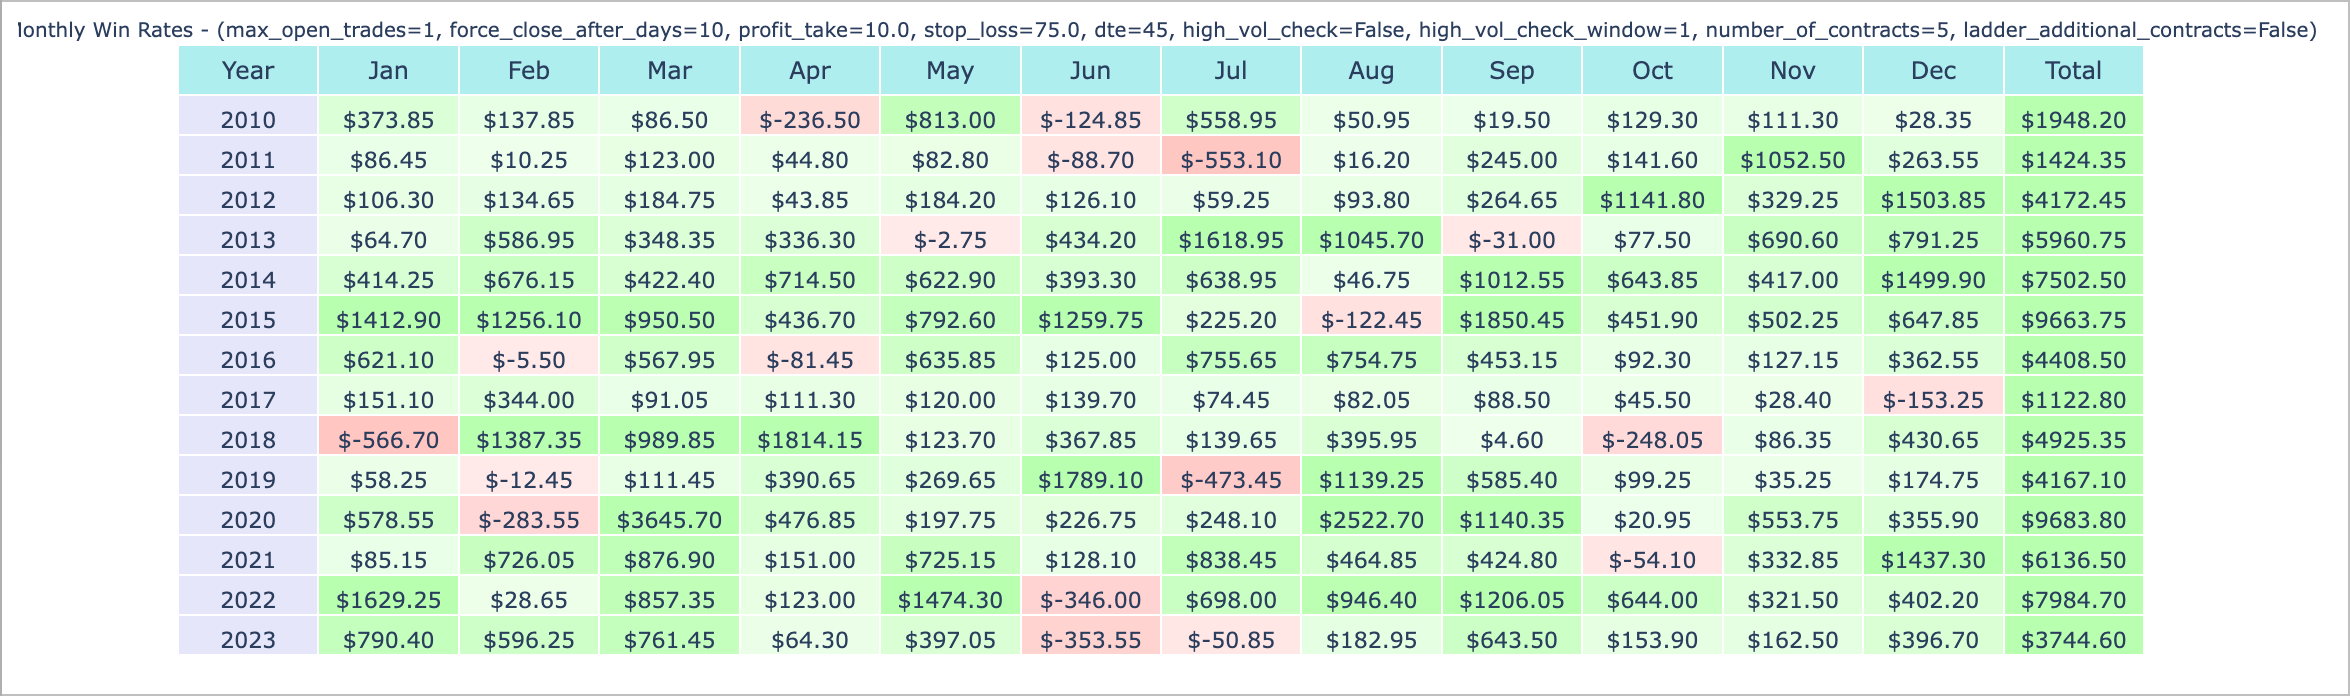 onthly Win Rates - (max_open_trades=1, force_close_after_days=10, profit_take=10.0, stop_loss=75.0, dte=45, high_vol_check=False, high_vol_check_window=1, number_of_contracts=5, ladder_additional_contracts=False)
Year Jan Feb Mar Apr May Jun Jul Aug Sep Oct Nov Dec Total
2010 $373.85 $137.85 $86.50 $-236.50 $813.00 $-124.85 $558.95 $50.95 $19.50 $129.30 $111.30 $28.35 $1948.20
2011 $86.45 $10.25 $123.00 $44.80 $82.80 $-88.70 $-553.10 $16.20 $245.00 $141.60 $1052.50 $263.55 $1424.35
2012 $106.30 $134.65 $184.75 $43.85 $184.20 $126.10 $59.25 $93.80 $264.65 $1141.80 $329.25 $1503.85 $4172.45
2013 $64.70 $586.95 $348.35 $336.30 $-2.75 $434.20 $1618.95 $1045.70 $-31.00 $77.50 $690.60 $791.25 $5960.75
2014 $414.25 $676.15 $422.40 $714.50 $622.90 $393.30 $638.95 $46.75 $1012.55 $643.85 $417.00 $1499.90 $7502.50
2015 $1412.90 $1256.10 $950.50 $436.70 $792.60 $1259.75 $225.20 $-122.45 $1850.45 $451.90 $502.25 $647.85 $9663.75
2016 $621.10 $-5.50 $567.95 $-81.45 $635.85 $125.00 $755.65 $754.75 $453.15 $92.30 $127.15 $362.55 $4408.50
2017 $151.10 $344.00 $91.05 $111.30 $120.00 $139.70 $74.45 $82.05 $88.50 $45.50 $28.40 $-153.25 $1122.80
2018 $-566.70 $1387.35 $989.85 $1814.15 $123.70 $367.85 $139.65 $395.95 $4.60 $-248.05 $86.35 $430.65 $4925.35
2019 $58.25 $-12.45 $111.45 $390.65 $269.65 $1789.10 $-473.45 $1139.25 $585.40 $99.25 $35.25 $174.75 $4167.10
2020 $578.55 $-283.55 $3645.70 $476.85 $197.75 $226.75 $248.10 $2522.70 $1140.35 $20.95 $553.75 $355.90 $9683.80
2021 $85.15 $726.05 $876.90 $151.00 $725.15 $128.10 $838.45 $464.85 $424.80 $-54.10 $332.85 $1437.30 $6136.50
2022 $1629.25 $28.65 $857.35 $123.00 $1474.30 $-346.00 $698.00 $946.40 $1206.05 $644.00 $321.50 $402.20 $7984.70
2023 $790.40 $596.25 $761.45 $64.30 $397.05 $-353.55 $-50.85 $182.95 $643.50 $153.90 $162.50 $396.70 $3744.60